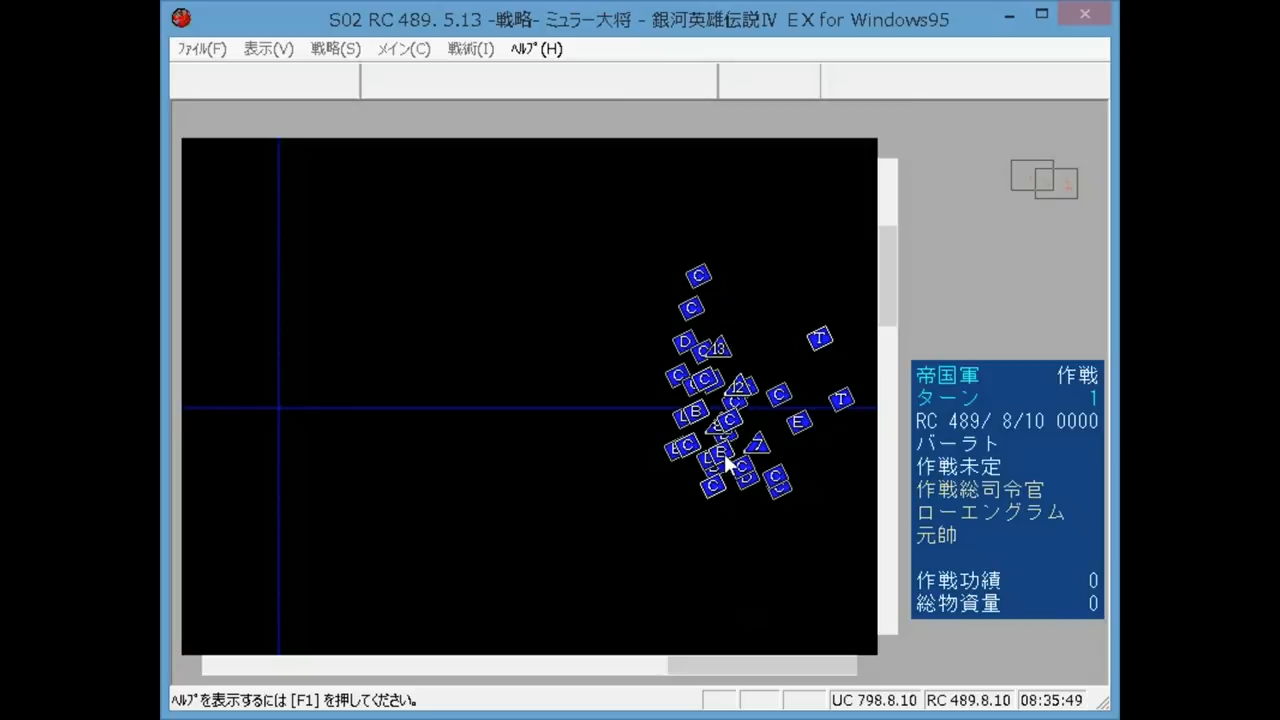 S02 RC 489. 5.13 -戦略- ミュラー大将 - 銀河英雄伝説Ⅳ EX for Windows95
ﾌｧｲﾙ(F) 表示(V) 戦略(S) メイン(C) 戦術(I) ﾍﾙﾌﾟ(H)
C
C
D
C 13
T
C
C
12
C
C
T
B
C
E
C
7
B
C
C
C
帝国軍 作戦
ターン 1
RC 489/ 8/10 0000
バーラト
作戦未定
作戦総司令官
ローエングラム
元帥
作戦功績 0
総物資量 0
ﾍﾙﾌﾟを表示するには [F1] を押してください。
UC 798.8.10 RC 489.8.10 08:35:49